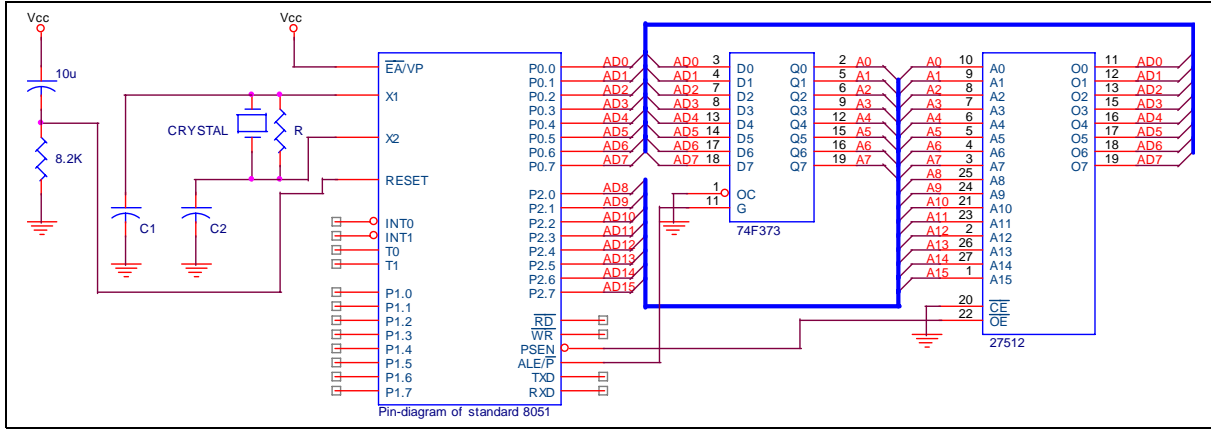 Vcc
10u
8.2K
C1
C2
CRYSTAL
R
Vcc
EA/VP
X1
X2
RESET
INT0
INT1
T0
T1
P1.0
P1.1
P1.2
P1.3
P1.4
P1.5
P1.6
P1.7
P0.0 AD0
P0.1 AD1
P0.2 AD2
P0.3 AD3
P0.4 AD4
P0.5 AD5
P0.6 AD6
P0.7 AD7
P2.0 AD8
P2.1 AD9
P2.2 AD10
P2.3 AD11
P2.4 AD12
P2.5 AD13
P2.6 AD14
P2.7 AD15
RD
WR
PSEN
ALE/P
TXD
RXD
Pin-diagram of standard 8051
AD0 3 D0 Q0 2 A0
AD1 4 D1 Q1 5 A1
AD2 7 D2 Q2 6 A2
AD3 8 D3 Q3 9 A3
AD4 13 D4 Q4 12 A4
AD5 14 D5 Q5 15 A5
AD6 17 D6 Q6 16 A6
AD7 18 D7 Q7 19 A7
1 OC
11 G
74F373
A0 10 A0 O0 11 AD0
A1 9 A1 O1 12 AD1
A2 8 A2 O2 13 AD2
A3 7 A3 O3 15 AD3
A4 6 A4 O4 16 AD4
A5 5 A5 O5 17 AD5
A6 4 A6 O6 18 AD6
A7 3 A7 O7 19 AD7
A8 25 A8
A9 24 A9
A10 21 A10
A11 23 A11
A12 2 A12
A13 26 A13
A14 27 A14
A15 1 A15
20 CE
22 OE
27512